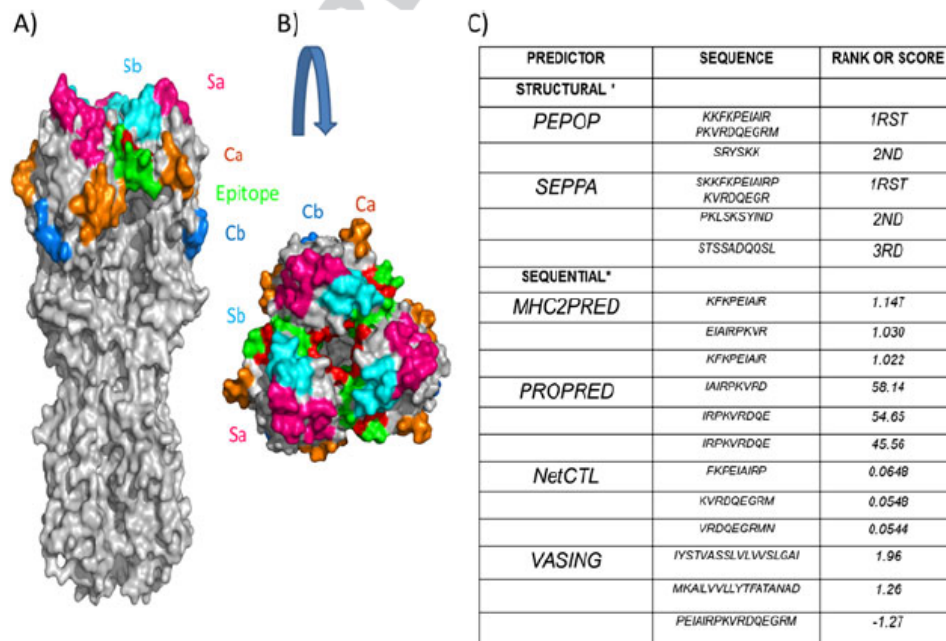 A)
B)
C)
Sb
Sa
Ca
Epitope
Cb
Cb
Ca
Sb
Sa
PREDICTOR SEQUENCE RANK OR SCORE
STRUCTURAL *
PEPOP KKFKPEIAIR
PKVRDQEGRM 1RST
SRYSKK 2ND
SEPPA SKKFKPEIAIRP
KVRDQEGR 1RST
PKLSKSYIND 2ND
STSSADQQSL 3RD
SEQUENTIAL*
MHC2PRED KFKPEIAIR 1.147
EIAIRPKVR 1.030
KFKPEIAIR 1.022
PROPRED IAIRPKVRD 58.14
IRPKVRDQE 54.65
IRPKVRDQE 45.56
NetCTL FKPEIAIRP 0.0648
KVRDQEGRM 0.0548
VRDQEGRMN 0.0544
VASING IYSTVASSLVLVVSLGAI 1.96
MKAILVVLLYTFATANAD 1.26
PEIAIRPKVRDQEGRM -1.27